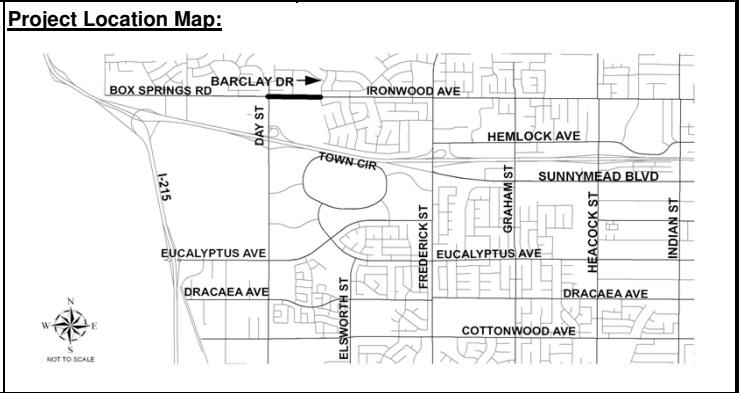 Project Location Map:
BARCLAY DR
BOX SPRINGS RD
IRONWOOD AVE
DAY ST
HEMLOCK AVE
TOWN CIR
SUNNYMEAD BLVD
I-215
GRAHAM ST
HEACOCK ST
INDIAN ST
FREDERICK ST
EUCALYPTUS AVE
EUCALYPTUS AVE
DRACAEA AVE
DRACAEA AVE
ELSWORTH ST
COTTONWOOD AVE
N
W E
S
NOT TO SCALE